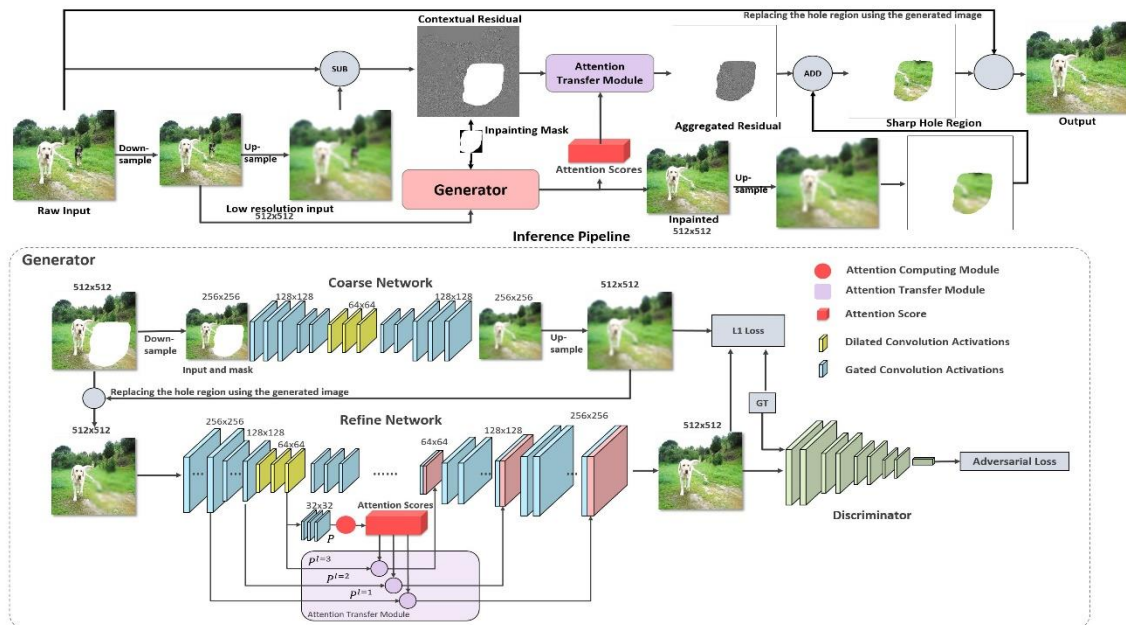 Replacing the hole region using the generated image
Contextual Residual
SUB
Attention
Transfer Module
ADD
Inpainting Mask
Aggregated Residual
Sharp Hole Region
Output
Down-
sample
Up-
sample
Raw Input
Low resolution input
512x512
Generator
Attention Scores
Inpainted
512x512
Up-
sample
Inference Pipeline
Generator
512x512
Coarse Network
256x256
128x128
64x64
128x128
256x256
512x512
Down-
sample
Input and mask
Up-
sample
L1 Loss
Attention Computing Module
Attention Transfer Module
Attention Score
Dilated Convolution Activations
Gated Convolution Activations
Replacing the hole region using the generated image
GT
512x512
Refine Network
256x256
128x128
64x64
64x64
128x128
256x256
512x512
...
...
......
...
...
32x32
P
Attention Scores
Adversarial Loss
Discriminator
P^{l=3}
P^{l=2}
P^{l=1}
Attention Transfer Module